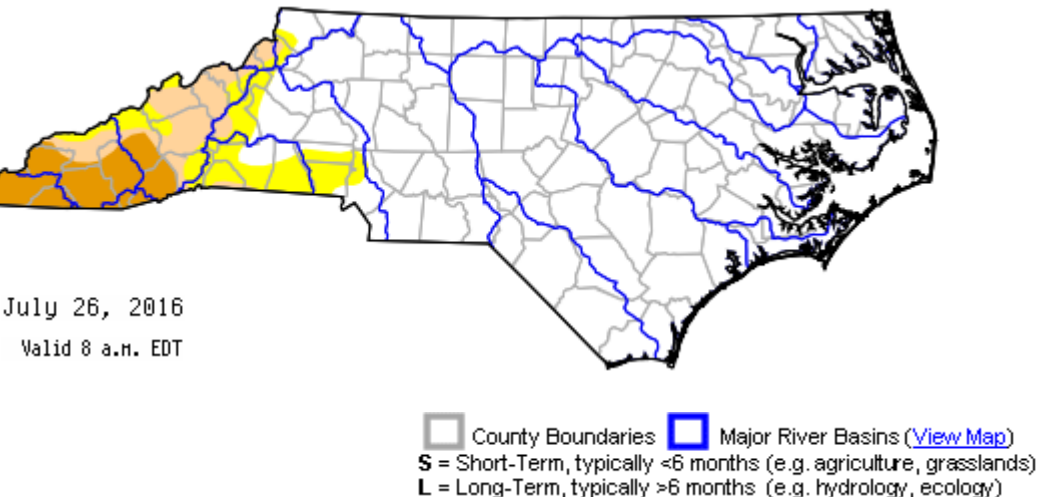 July 26, 2016
Valid 8 a.m. EDT
County Boundaries Major River Basins (View Map)
S = Short-Term, typically <6 months (e.g. agriculture, grasslands)
L = Long-Term, typically >6 months (e.g. hydrology, ecology)